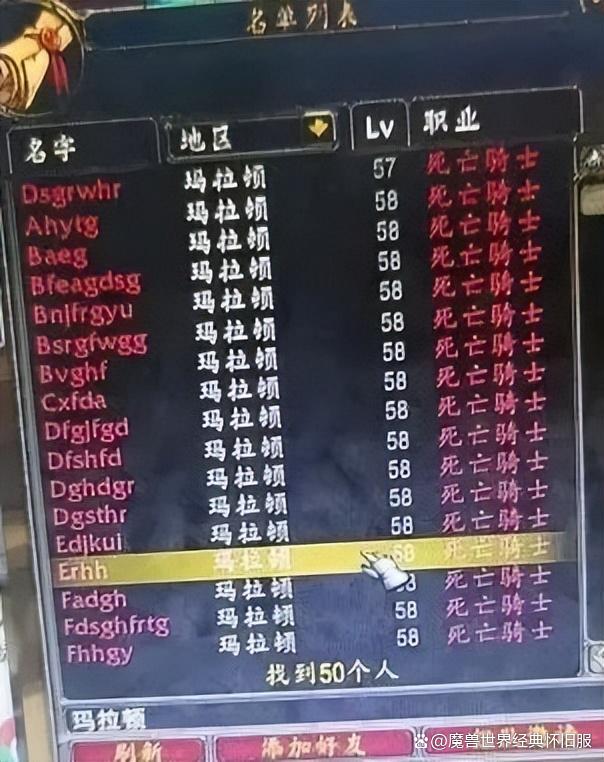 名单列表
名字 地区 Lv 职业
Dsgrwhr 玛拉顿 57 死亡骑士
Ahytg 玛拉顿 58 死亡骑士
Baeg 玛拉顿 58 死亡骑士
Bfeagdsg 玛拉顿 58 死亡骑士
Bnjfrgyu 玛拉顿 58 死亡骑士
Bsrgfwgg 玛拉顿 58 死亡骑士
Bvghf 玛拉顿 58 死亡骑士
Cxfda 玛拉顿 58 死亡骑士
Dfgjfgd 玛拉顿 58 死亡骑士
Dfshfd 玛拉顿 58 死亡骑士
Dghdgr 玛拉顿 58 死亡骑士
Dgsthr 玛拉顿 58 死亡骑士
Edjkui 玛拉顿 58 死亡骑士
Erhh 玛拉顿 58 死亡骑士
Fadgh 玛拉顿 58 死亡骑士
Fdsghfrtg 玛拉顿 58 死亡骑士
Fhhgy 玛拉顿 58 死亡骑士
找到50个人
玛拉顿
刷新 添加好友
@魔兽世界经典怀旧服